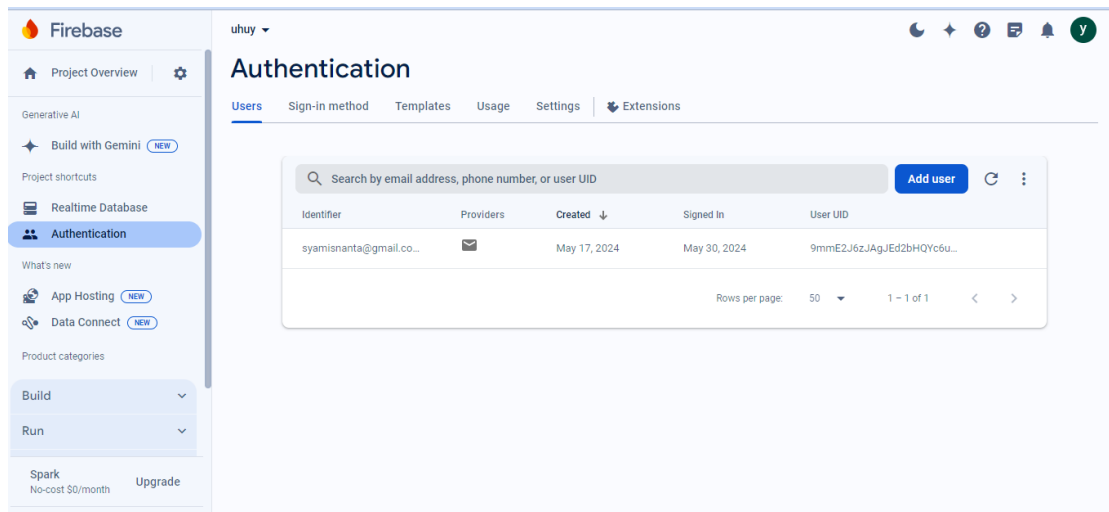 Firebase
Project Overview
Generative AI
Build with Gemini NEW
Project shortcuts
Realtime Database
Authentication
What's new
App Hosting NEW
Data Connect NEW
Product categories
Build
Run
Spark
No-cost $0/month
Upgrade
uhuy
y
Authentication
Users Sign-in method Templates Usage Settings Extensions
Search by email address, phone number, or user UID
Add user
Identifier Providers Created Signed In User UID
syamisnanta@gmail.co... May 17, 2024 May 30, 2024 9mmE2J6zJAgJEd2bHQYc6u...
Rows per page: 50 1 – 1 of 1